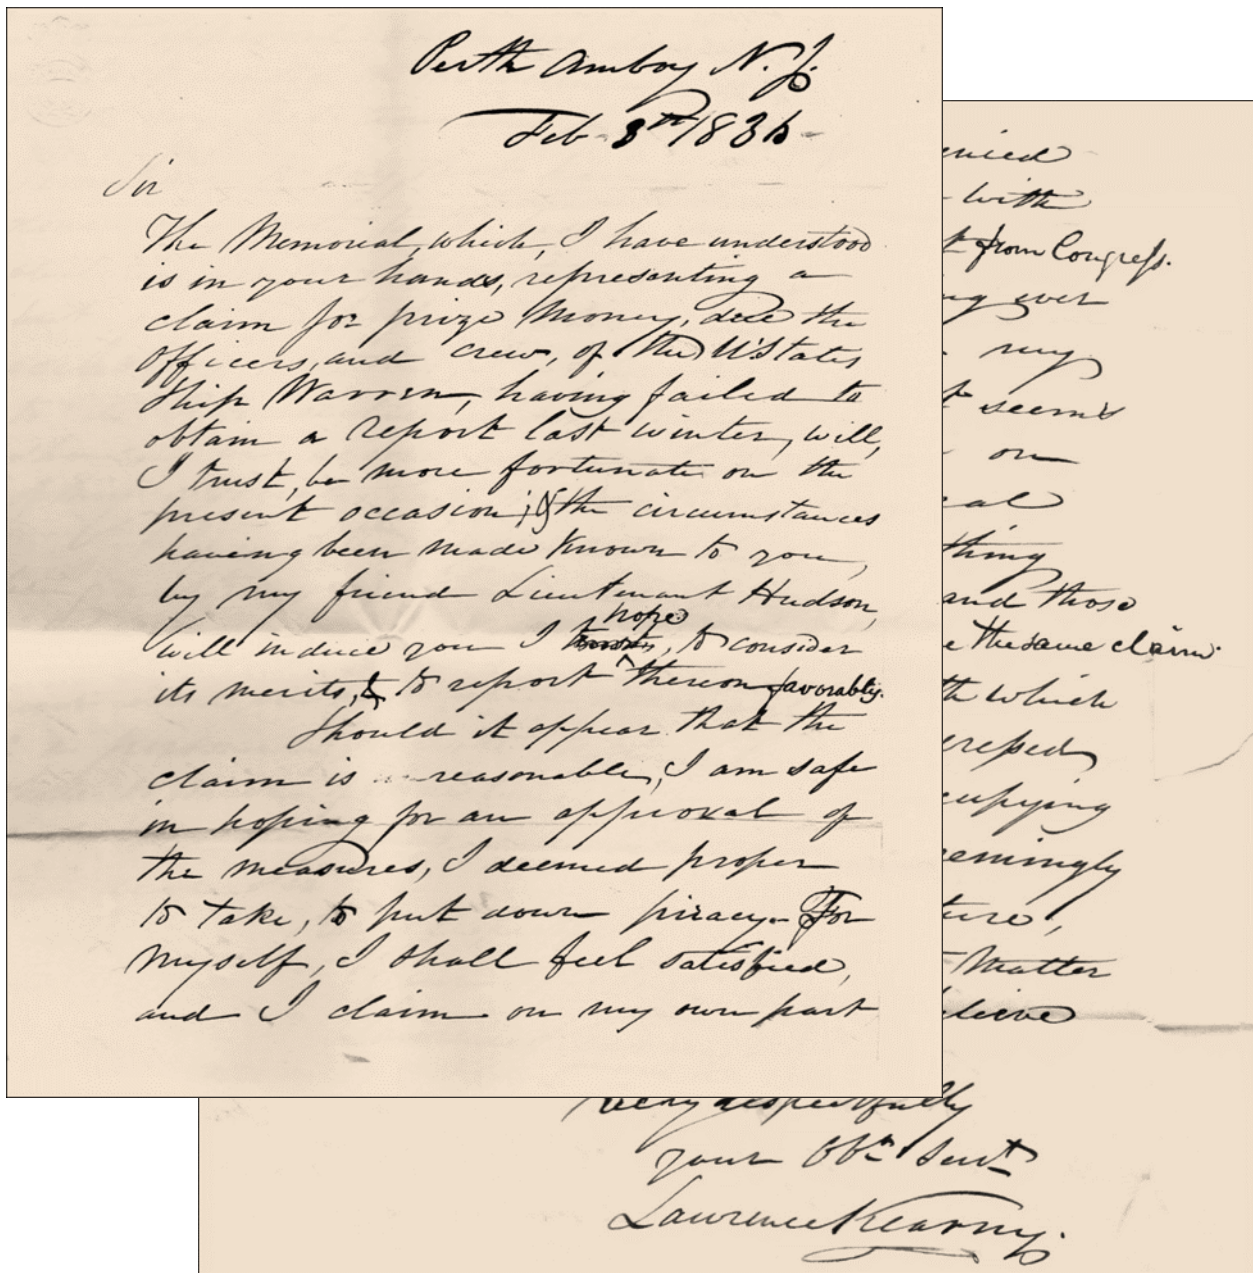 Perth Amboy N. J.
Feb 3th 1836
Sir
The Memorial, which, I have understood
is in your hands, representing a
claim for prize Money, due the
officers, and crew, of the UStates
Ship Warren, having failed to
obtain a report last winter, will,
I trust, be more fortunate on the
present occasion; & the circumstances
having been made known to you,
by my friend Lieutenant Hudson,
hope
will induce you I trust, to consider
its merits, & to report thereon favorably.
Should it appear that the
claim is reasonable, I am safe
in hoping for an approval of
the measures, I deemed proper
to take, to put down piracy. For
myself, I shall feel satisfied,
and I claim on my own part
with
from Congress.
ever
my
seems
on
and those
the same claim.
which
Matter
Very respectfully
your Obt Servt
Lawrence Kearny.